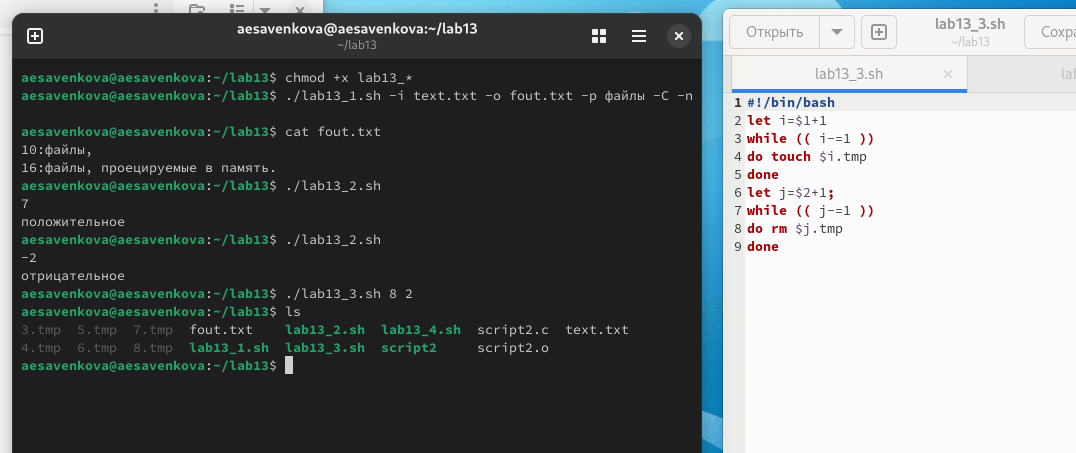 aesavenkova@aesavenkova:~/lab13
~/lab13
aesavenkova@aesavenkova:~/lab13$ chmod +x lab13_*
aesavenkova@aesavenkova:~/lab13$ ./lab13_1.sh -i text.txt -o fout.txt -p файлы -C -n
aesavenkova@aesavenkova:~/lab13$ cat fout.txt
10:файлы,
16:файлы, проецируемые в память.
aesavenkova@aesavenkova:~/lab13$ ./lab13_2.sh
7
положительное
aesavenkova@aesavenkova:~/lab13$ ./lab13_2.sh
-2
отрицательное
aesavenkova@aesavenkova:~/lab13$ ./lab13_3.sh 8 2
aesavenkova@aesavenkova:~/lab13$ ls
3.tmp 5.tmp 7.tmp fout.txt lab13_2.sh lab13_4.sh script2.c text.txt
4.tmp 6.tmp 8.tmp lab13_1.sh lab13_3.sh script2 script2.o
aesavenkova@aesavenkova:~/lab13$
Открыть
lab13_3.sh
~/lab13
lab13_3.sh
1 #!/bin/bash
2 let i=$1+1
3 while (( i-=1 ))
4 do touch $i.tmp
5 done
6 let j=$2+1;
7 while (( j-=1 ))
8 do rm $j.tmp
9 done